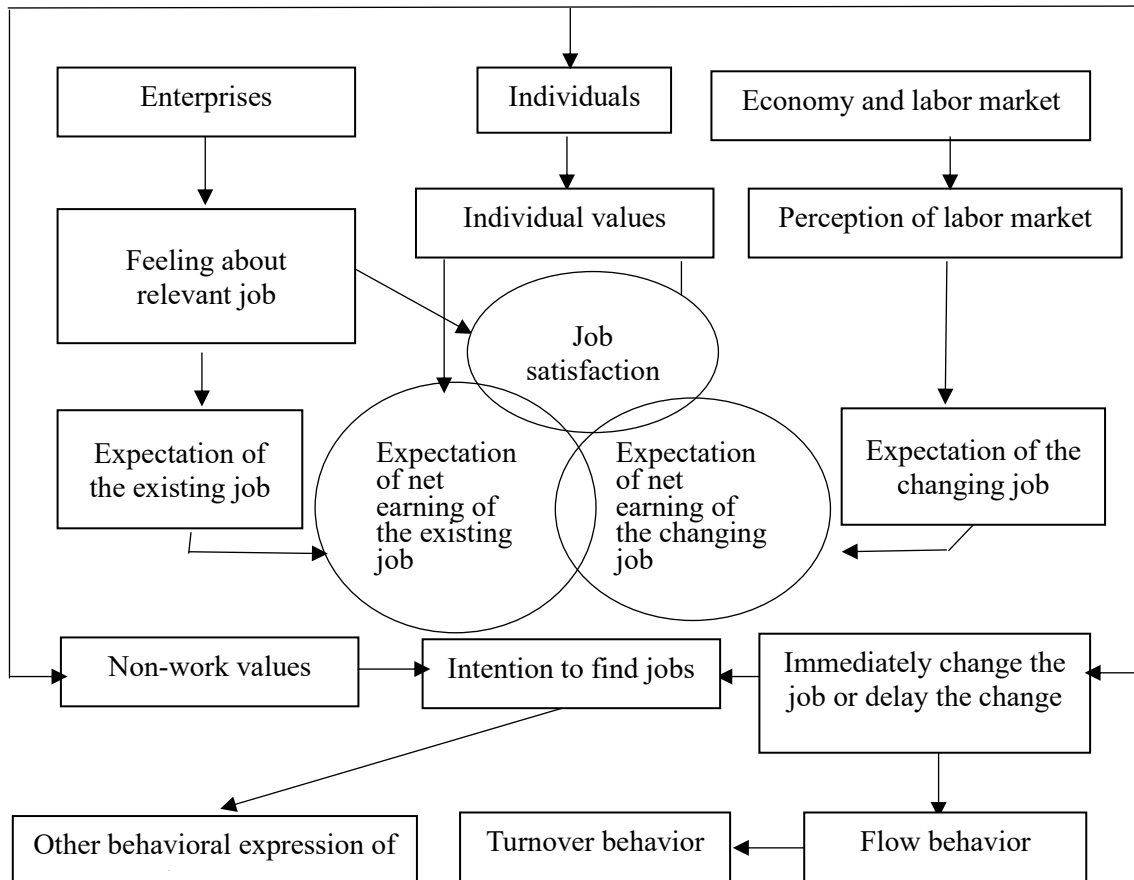 Enterprises
Individuals
Economy and labor market
Individual values
Perception of labor market
Feeling about
relevant job
Job
satisfaction
Expectation of
the existing job
Expectation
of net
earning of
the existing
job
Expectation
of net
earning of
the changing
job
Expectation of the
changing job
Non-work values
Intention to find jobs
Immediately change the
job or delay the change
Other behavioral expression of
Turnover behavior
Flow behavior